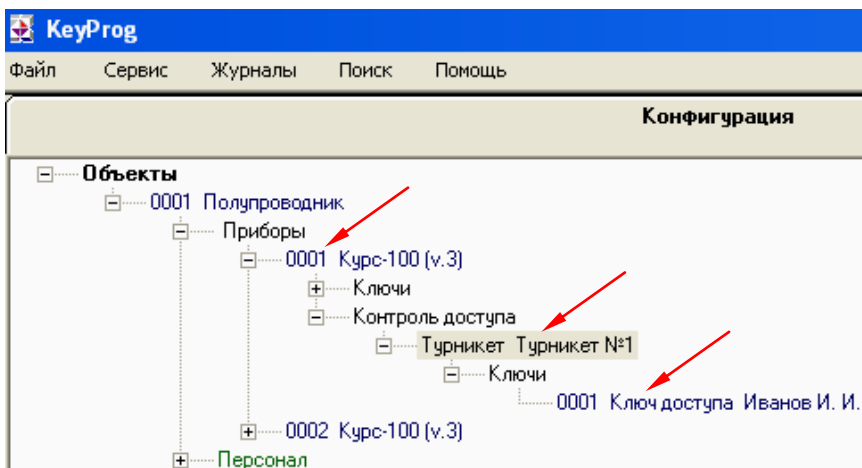 KeyProg
Файл Сервис Журналы Поиск Помощь
Конфигурация
Объекты
0001 Полупроводник
Приборы
0001 Курс-100 (v.3)
Ключи
Контроль доступа
Турникет Турникет №1
Ключи
0001 Ключ доступа Иванов И. И.
0002 Курс-100 (v.3)
Персонал